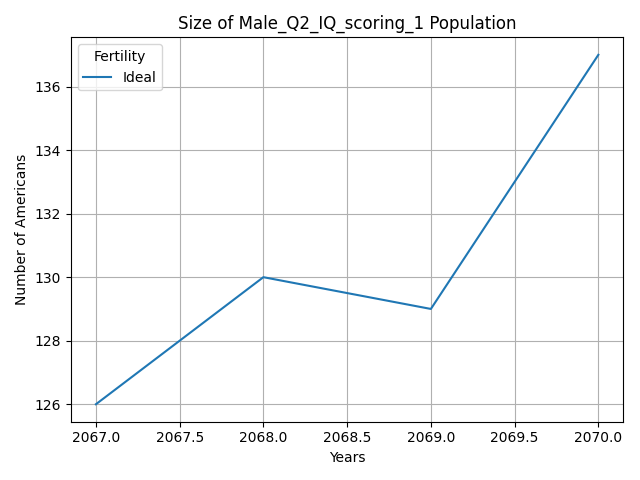 Size of Male_Q2_IQ_scoring_1 Population
Fertility
Ideal
Number of Americans
136
134
132
130
128
126
2067.0 2067.5 2068.0 2068.5 2069.0 2069.5 2070.0
Years